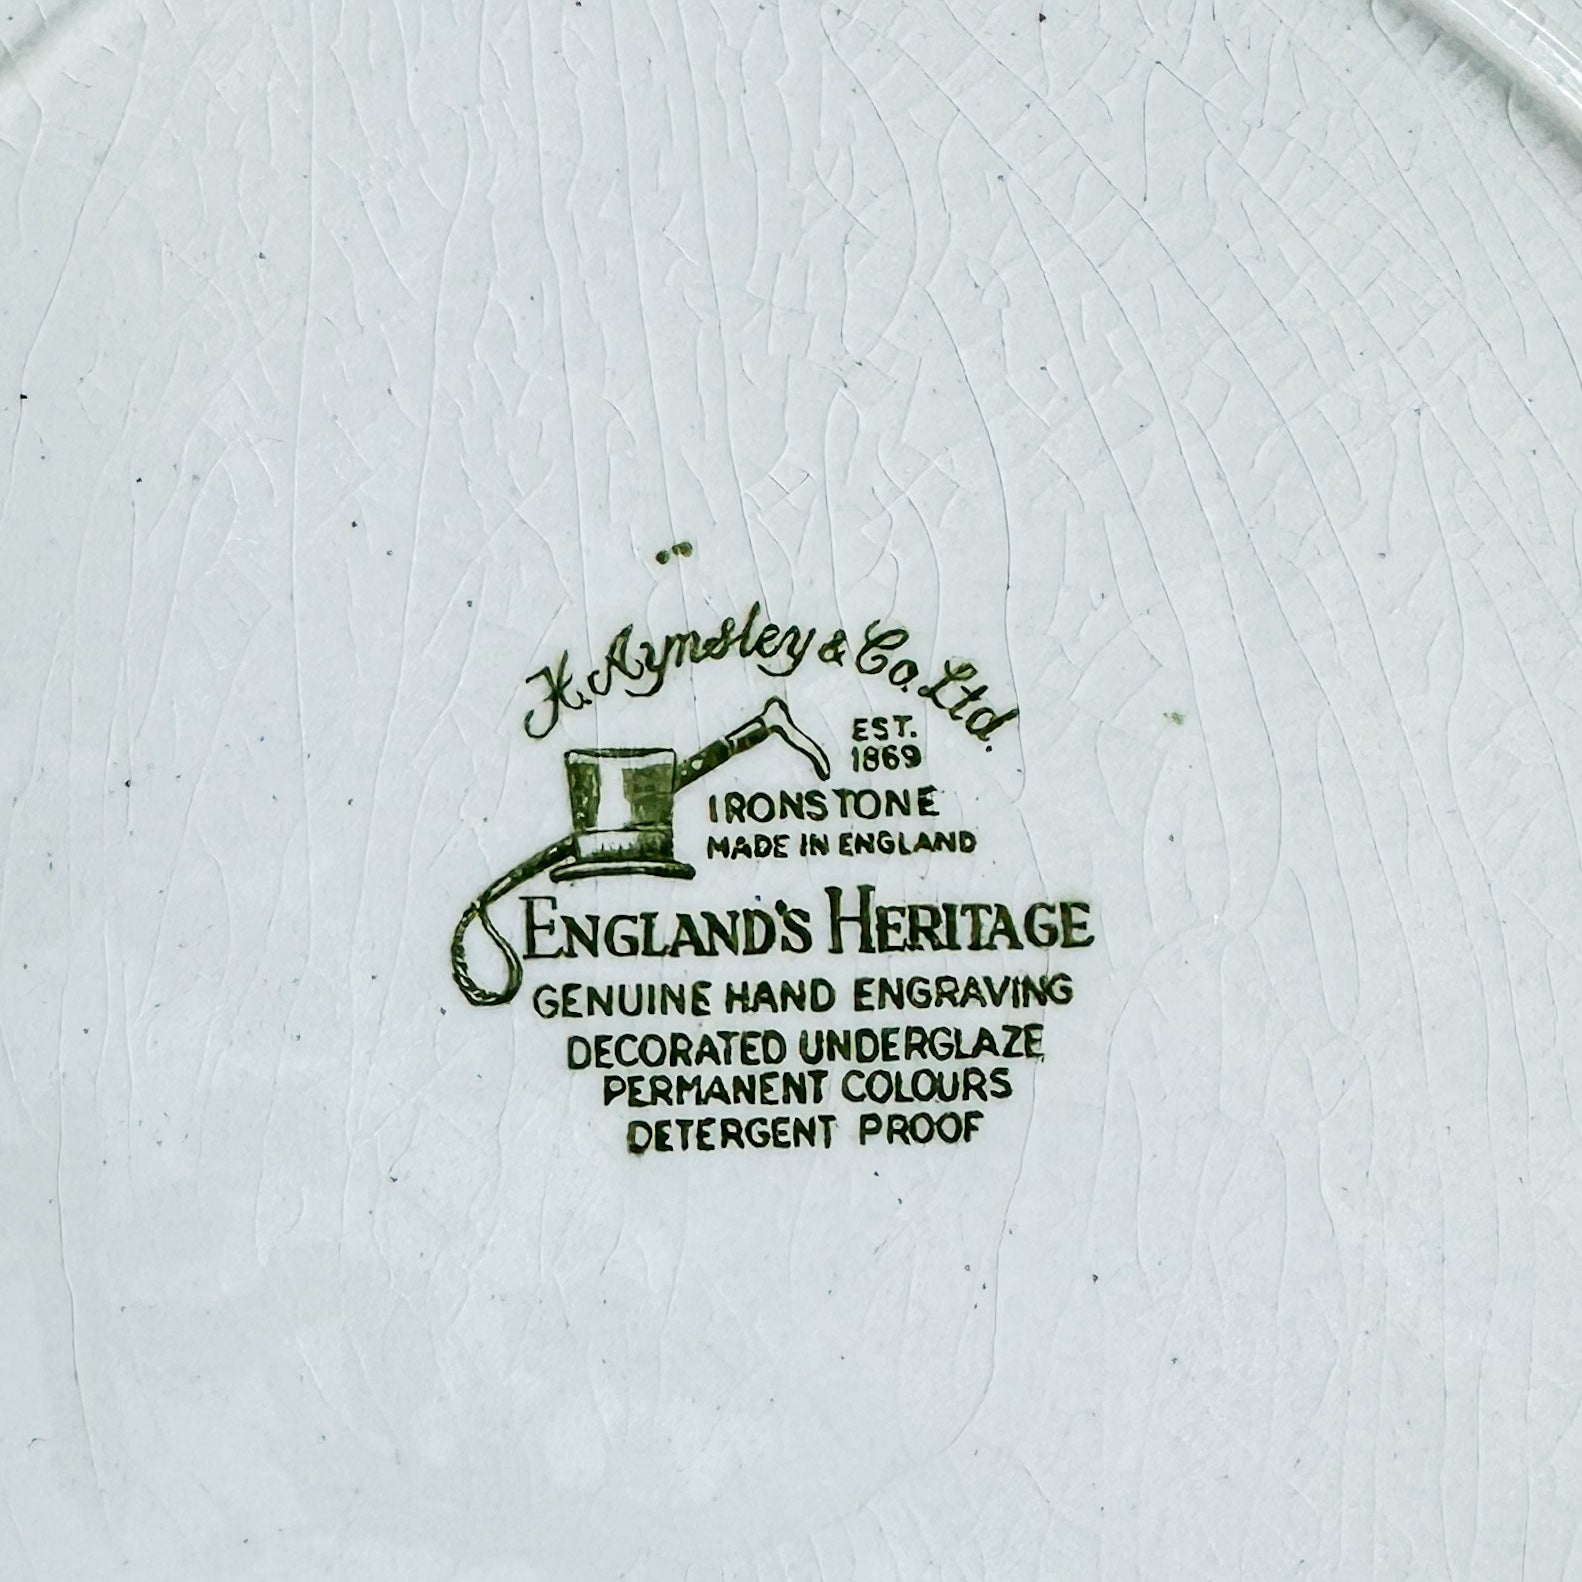 H. Aynsley & Co. Ltd.
EST.
1869
IRONSTONE
MADE IN ENGLAND
ENGLAND'S HERITAGE
GENUINE HAND ENGRAVING
DECORATED UNDERGLAZE
PERMANENT COLOURS
DETERGENT PROOF